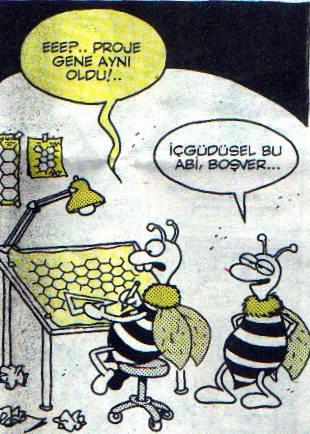 EEEP.. PROJE
GENE AYNI
OLDU!..
İÇGÜDÜSEL BU
ABİ, BOŞVER...